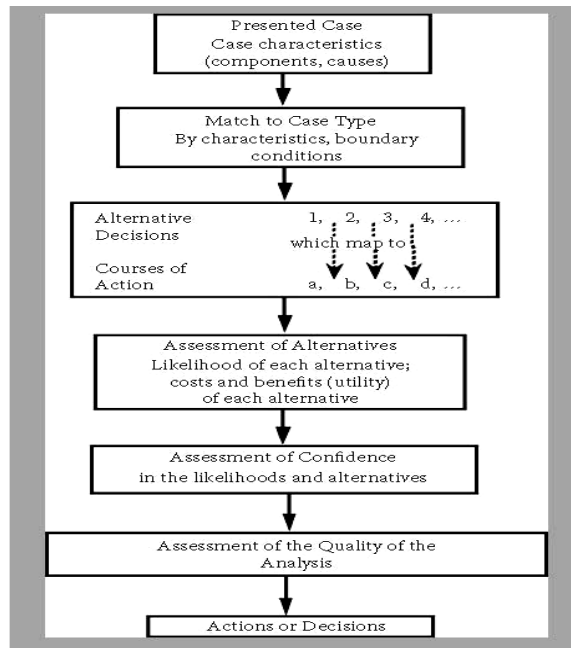 Presented Case
Case characteristics
(components, causes)
Match to Case Type
By characteristics, boundary
conditions
Alternative 1, 2, 3, 4, ...
Decisions
which map to
Courses of
Action a, b, c, d, ...
Assessment of Alternatives
Likelihood of each alternative;
costs and benefits (utility)
of each alternative
Assessment of Confidence
in the likelihoods and alternatives
Assessment of the Quality of the
Analysis
Actions or Decisions